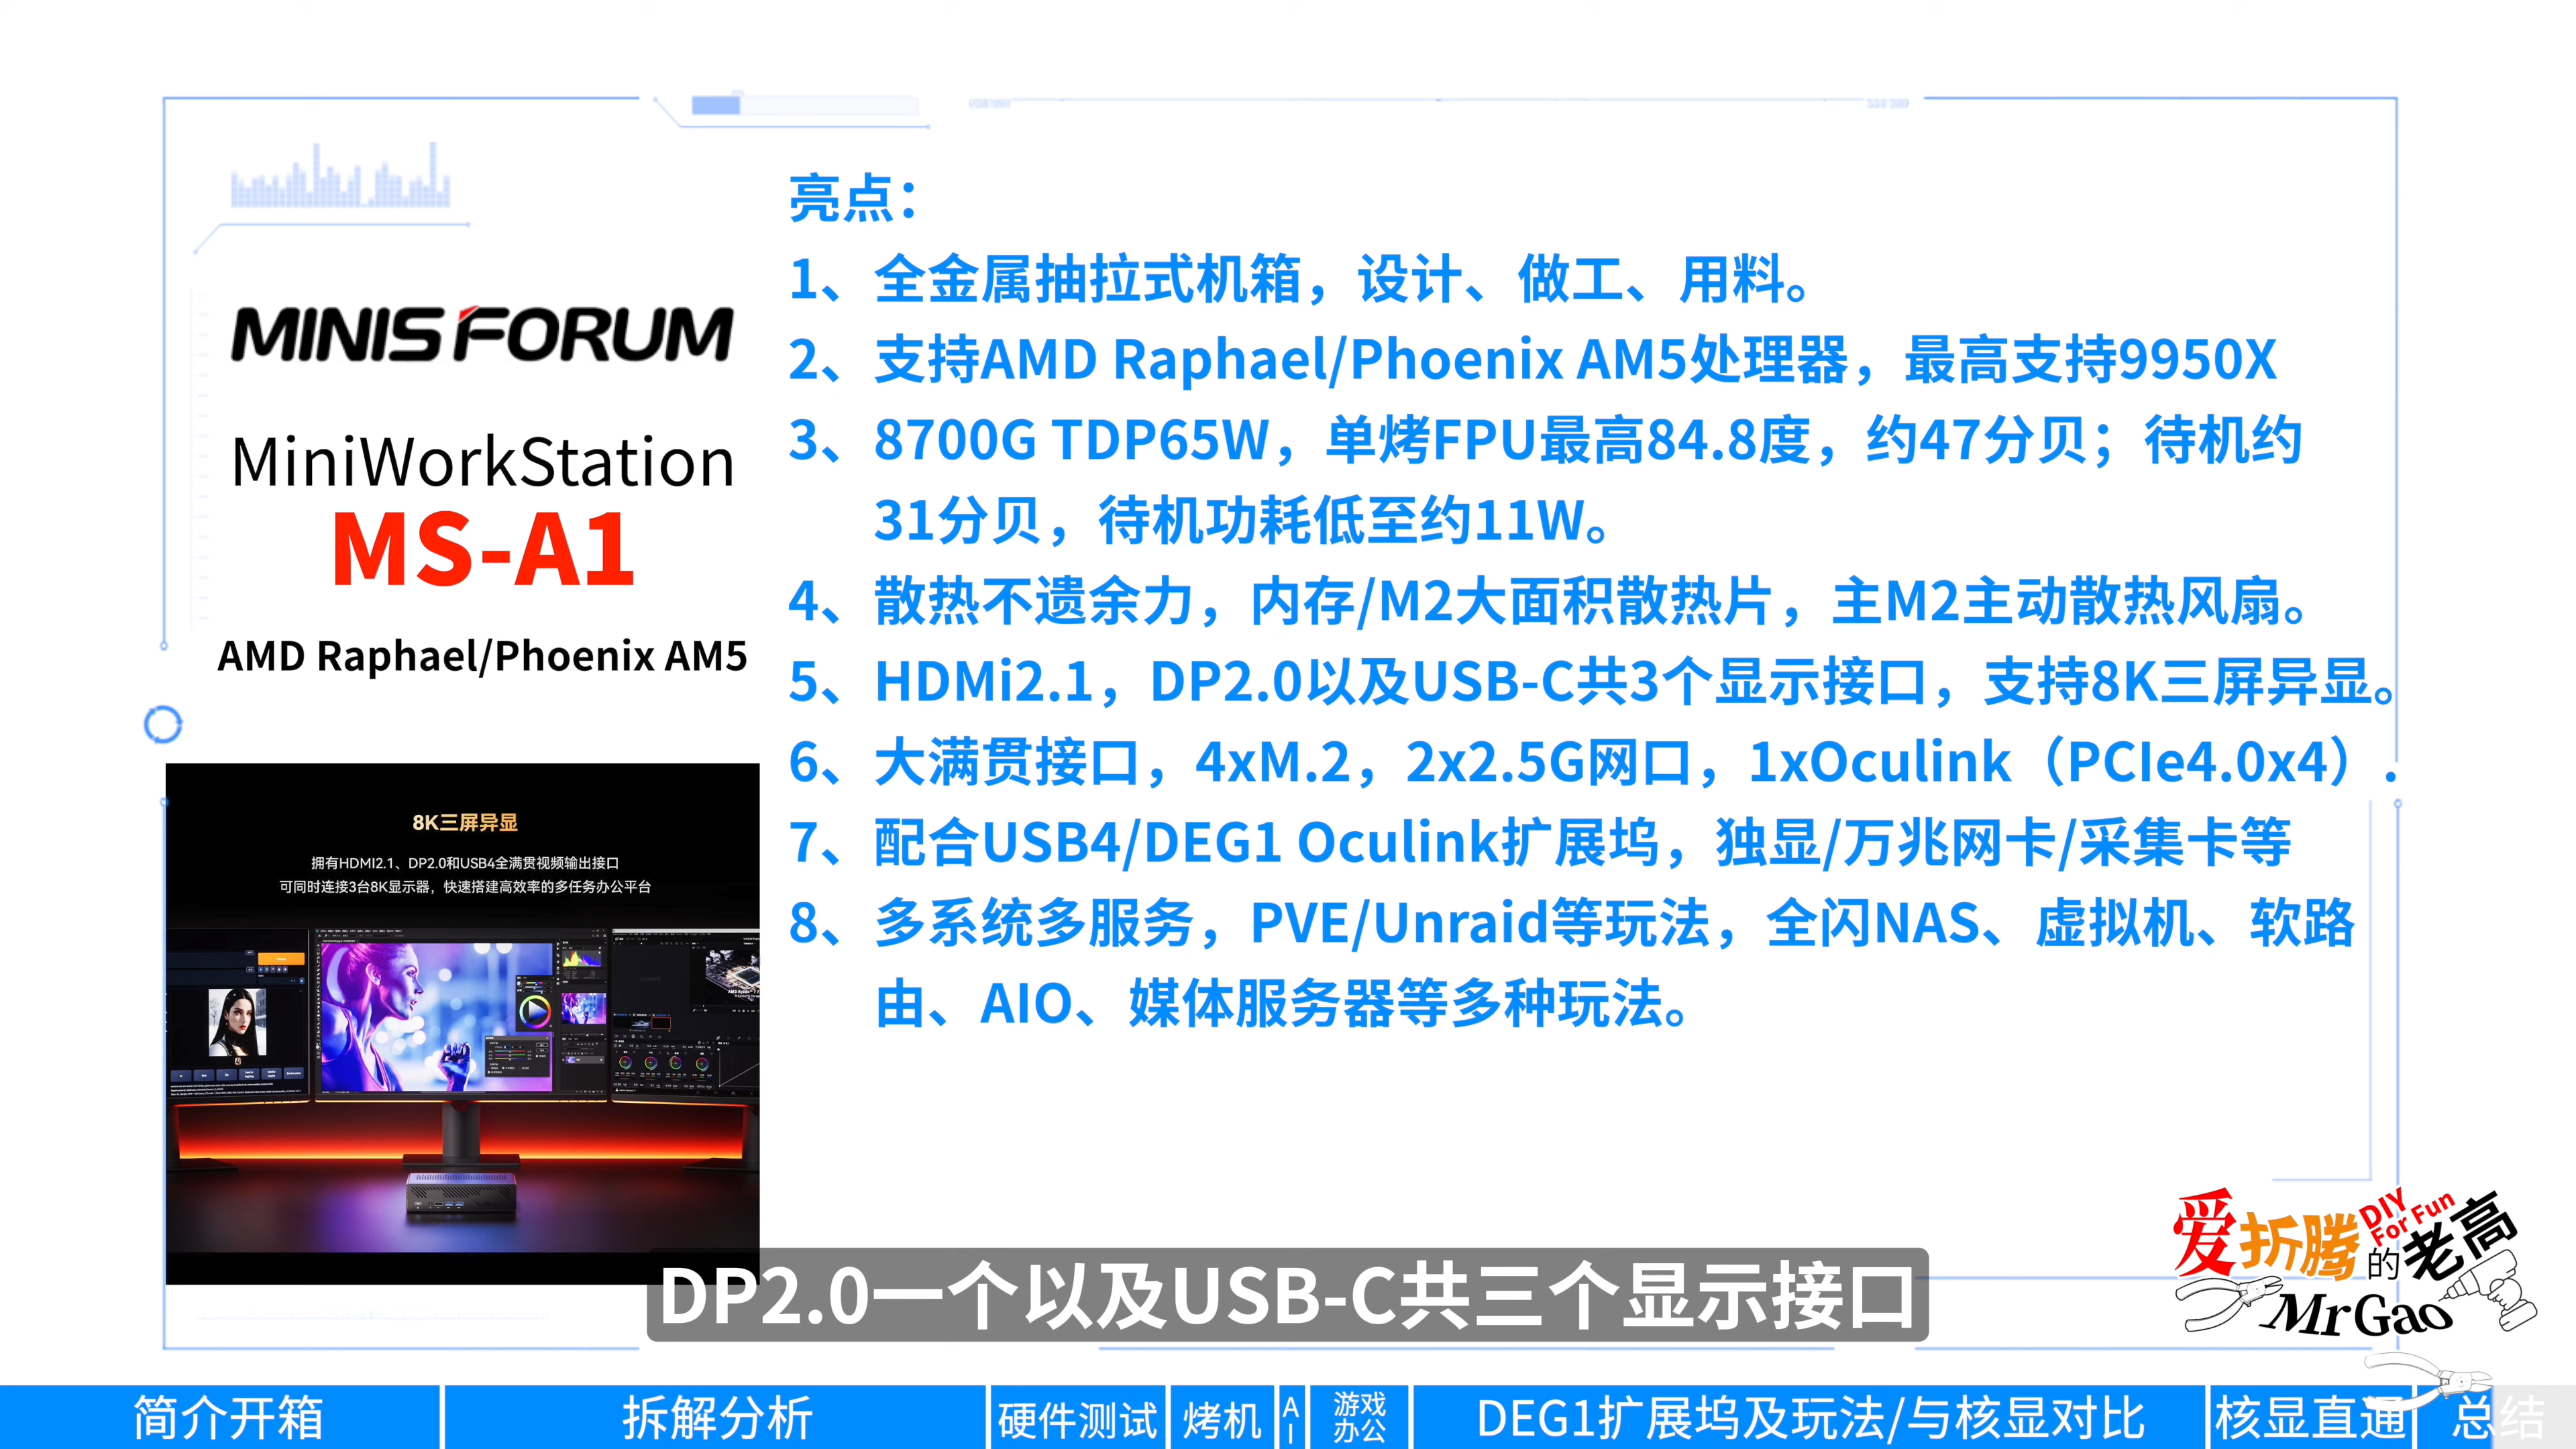 MINISFORUM
MiniWorkStation
MS-A1
AMD Raphael/Phoenix AM5
8K三屏异显
拥有HDMI2.1、DP2.0和USB4全满贯视频输出接口
可同时连接3台8K显示器，快速搭建高效率的多任务办公平台
亮点：
1、全金属抽拉式机箱，设计、做工、用料。
2、支持AMD Raphael/Phoenix AM5处理器，最高支持9950X
3、8700G TDP65W，单烤FPU最高84.8度，约47分贝；待机约
31分贝，待机功耗低至约11W。
4、散热不遗余力，内存/M2大面积散热片，主M2主动散热风扇。
5、HDMi2.1，DP2.0以及USB-C共3个显示接口，支持8K三屏异显。
6、大满贯接口，4xM.2，2x2.5G网口，1xOculink（PCIe4.0x4）.
7、配合USB4/DEG1 Oculink扩展坞，独显/万兆网卡/采集卡等
8、多系统多服务，PVE/Unraid等玩法，全闪NAS、虚拟机、软路
由、AIO、媒体服务器等多种玩法。
爱折腾的老高
DIY For Fun
MrGao
DP2.0一个以及USB-C共三个显示接口
简介开箱
拆解分析
硬件测试
烤机
AI
游戏
办公
DEG1扩展坞及玩法/与核显对比
核显直通
总结